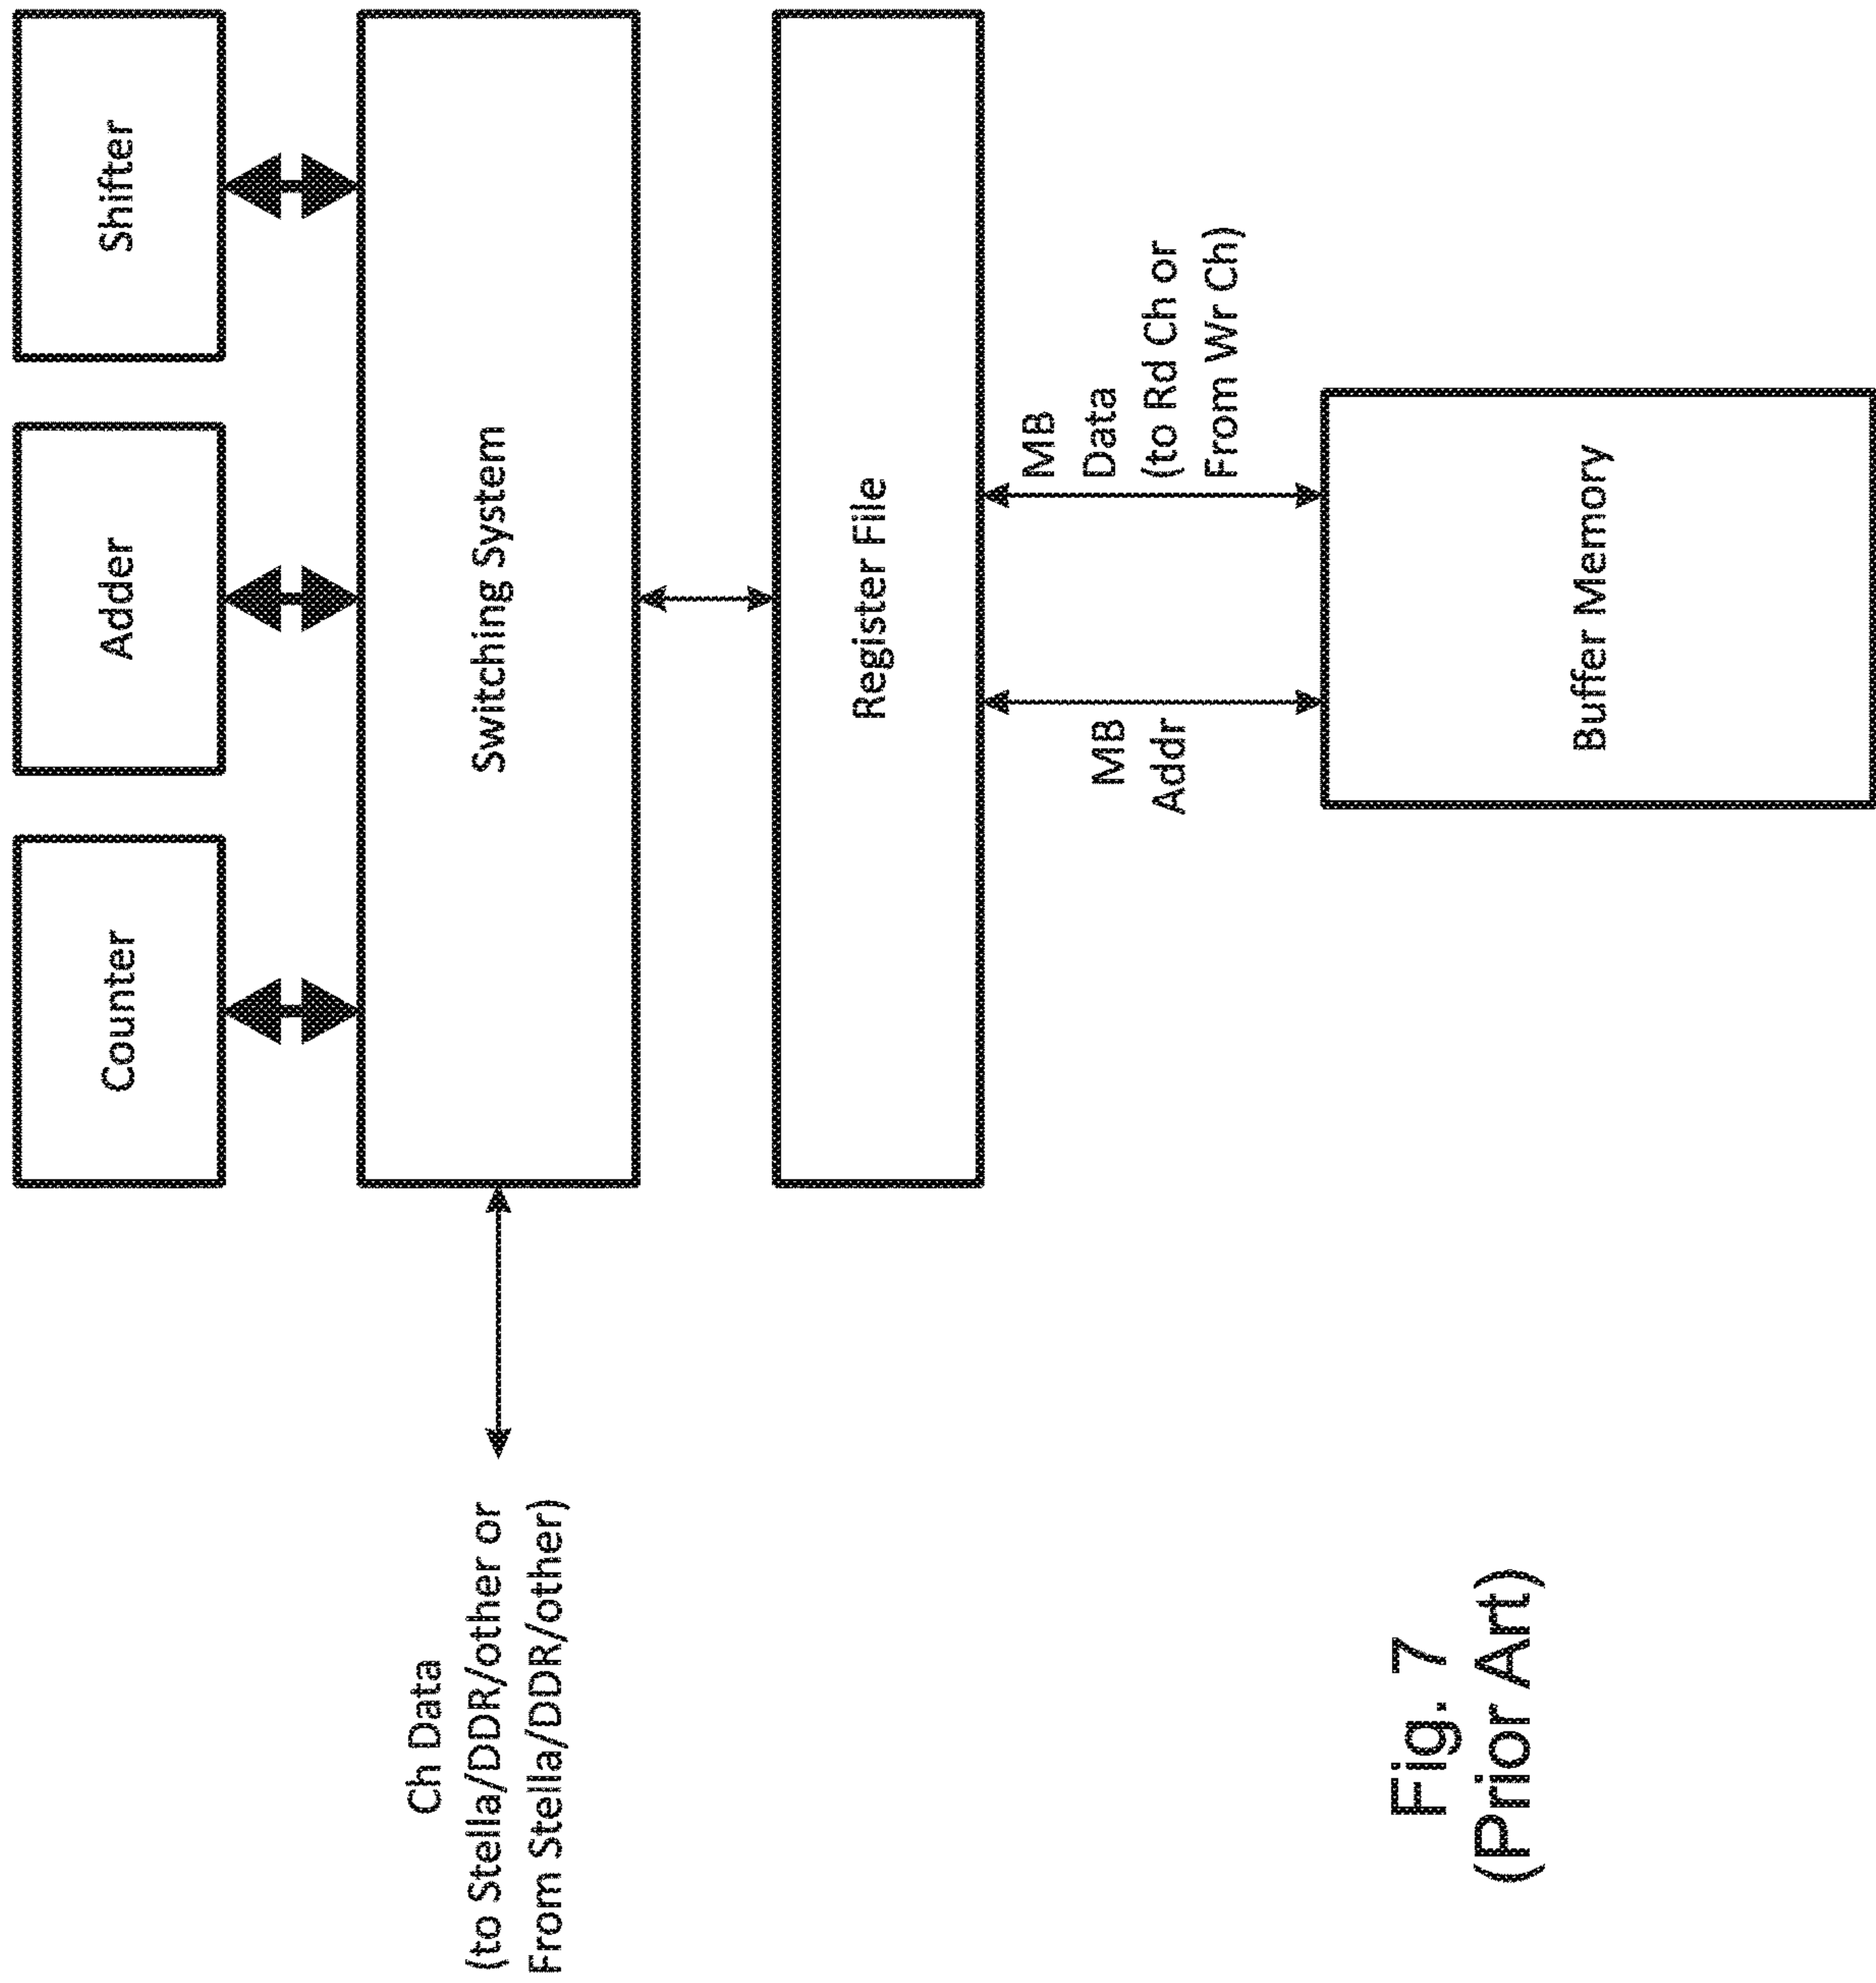 Counter
Adder
Shifter
Switching System
Ch Data
(to Stella/DDR/other or
From Stella/DDR/other)
Register File
MB
Addr
MB
Data
(to Rd Ch or
From Wr Ch)
Buffer Memory
Fig. 7
(Prior Art)